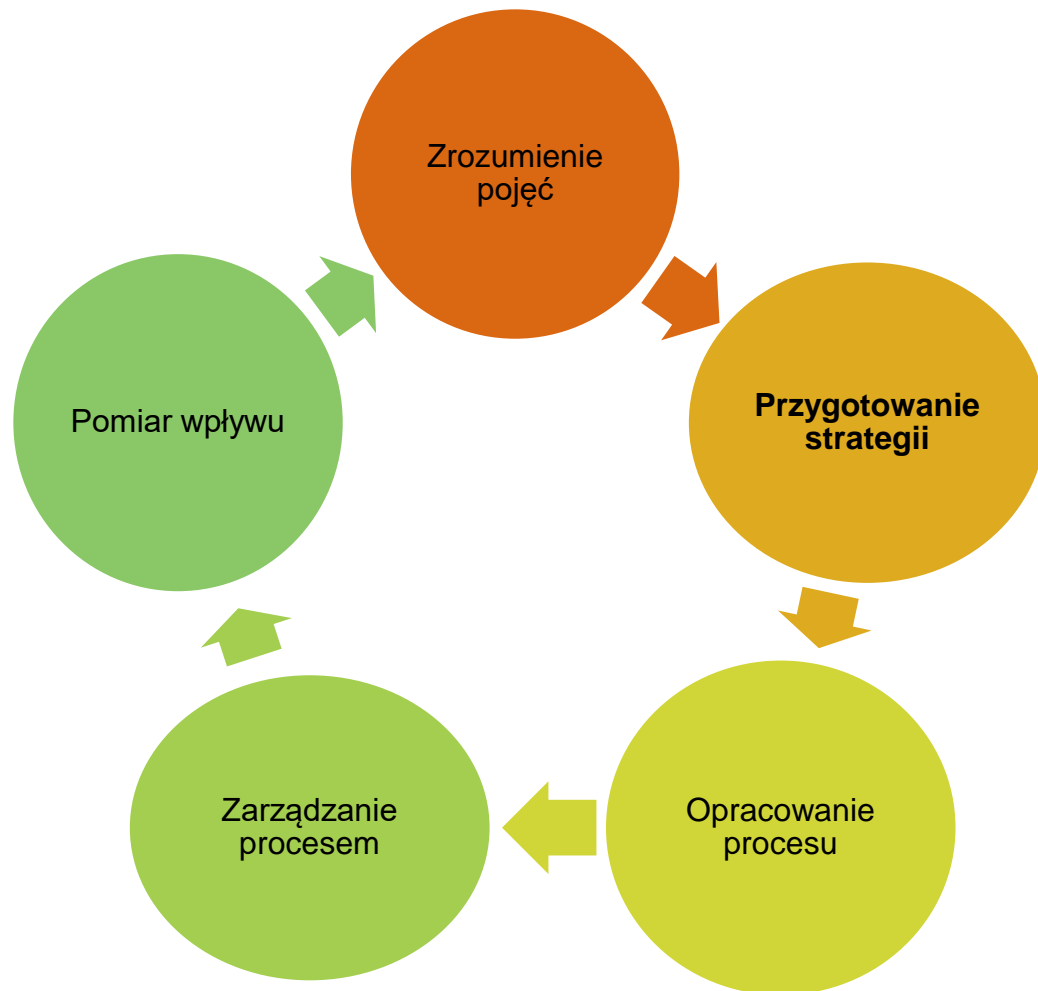 Zrozumienie
pojęć
Przygotowanie
strategii
Opracowanie
procesu
Zarządzanie
procesem
Pomiar wpływu